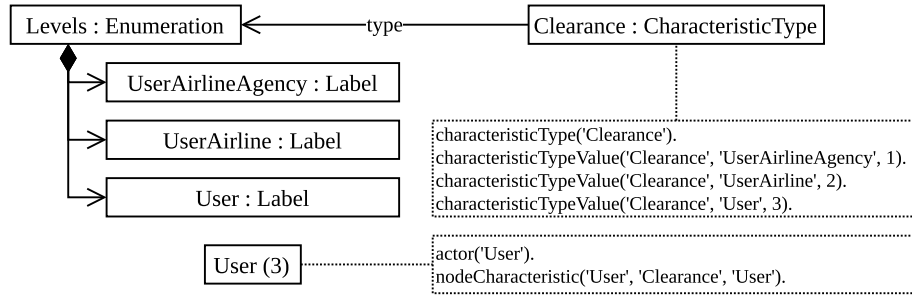 Levels : Enumeration
type
Clearance : CharacteristicType
UserAirlineAgency : Label
UserAirline : Label
User : Label
characteristicType('Clearance').
characteristicTypeValue('Clearance', 'UserAirlineAgency', 1).
characteristicTypeValue('Clearance', 'UserAirline', 2).
characteristicTypeValue('Clearance', 'User', 3).
User (3)
actor('User').
nodeCharacteristic('User', 'Clearance', 'User').